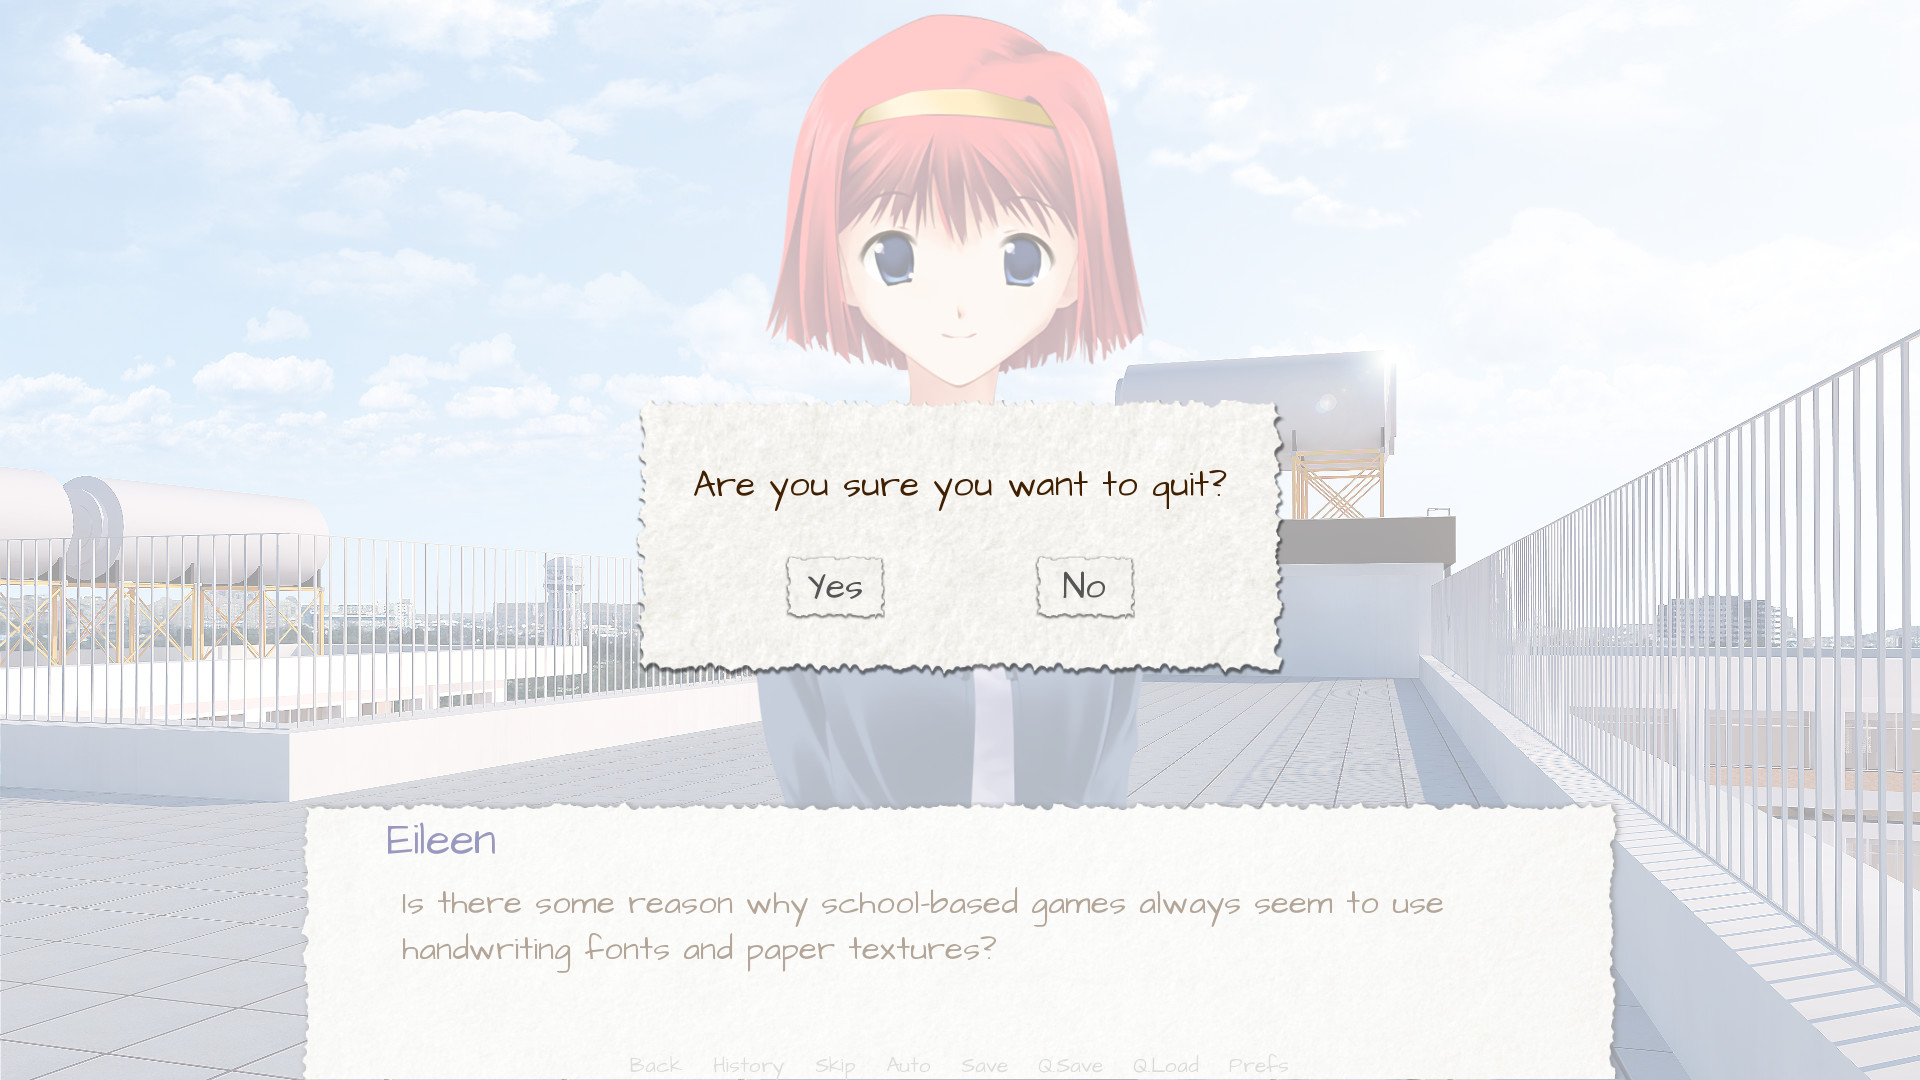 Are you sure you want to quit?
Yes No
Eileen
Is there some reason why school-based games always seem to use
handwriting fonts and paper textures?
Back History Skip Auto Save Q.Save Q.Load Prefs